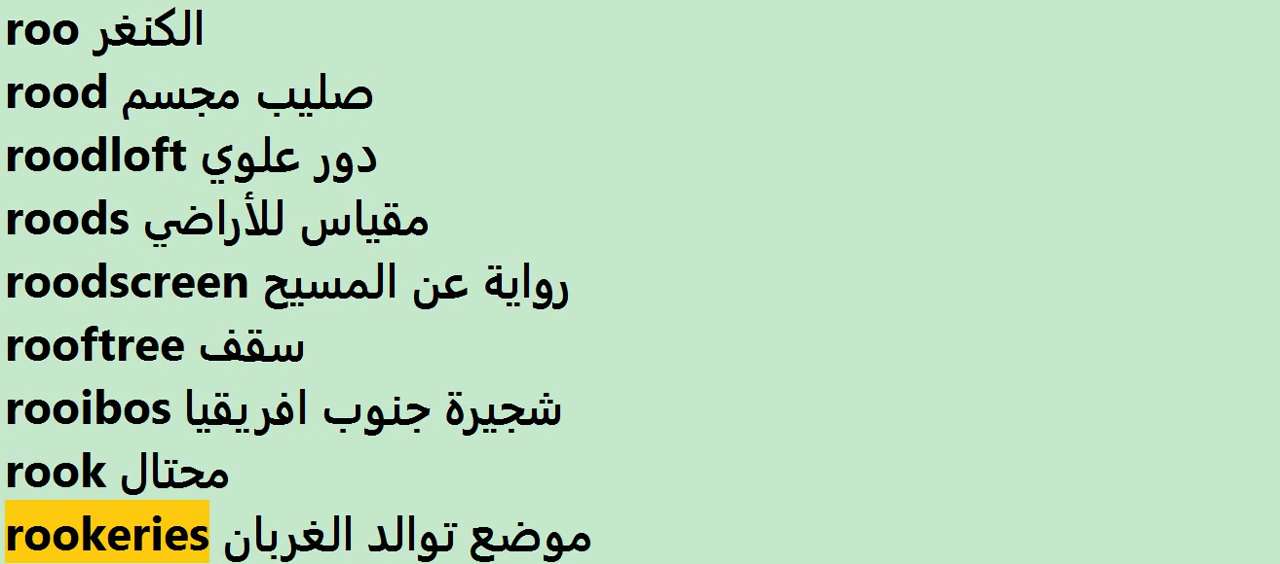 roo الكنغر
rood صليب مجسم
roodloft دور علوي
roods مقياس للأراضي
roodscreen رواية عن المسيح
rooftree سقف
rooibos شجيرة جنوب افريقيا
rook محتال
rookeries موضع توالد الغربان